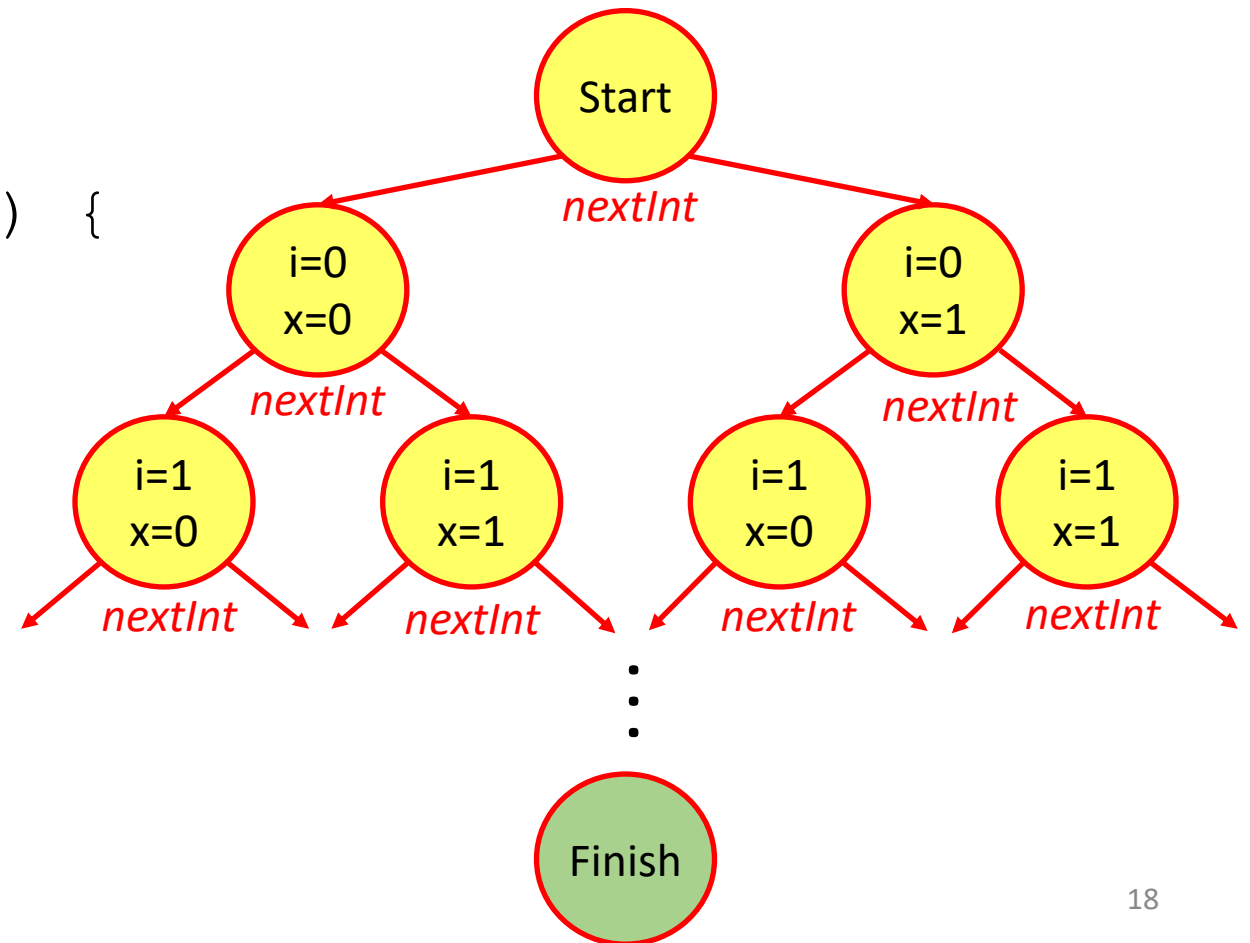 Start
nextInt
) {
i=0
x=0
i=0
x=1
nextInt
nextInt
i=1
x=0
i=1
x=1
i=1
x=0
i=1
x=1
nextInt
nextInt
nextInt
nextInt
Finish
18